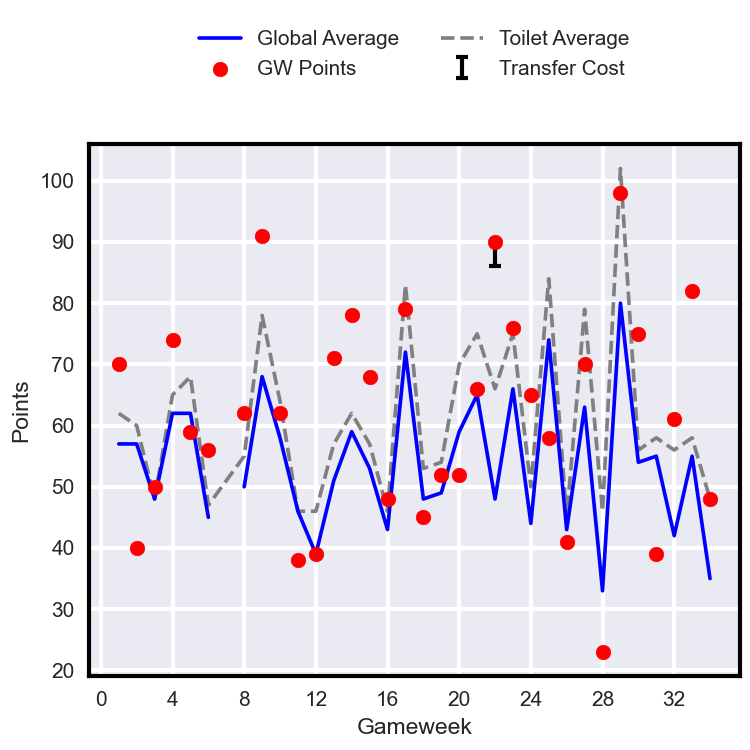 Global Average
Toilet Average
GW Points
Transfer Cost
100
90
80
70
60
50
40
30
20
Points
0 4 8 12 16 20 24 28 32
Gameweek